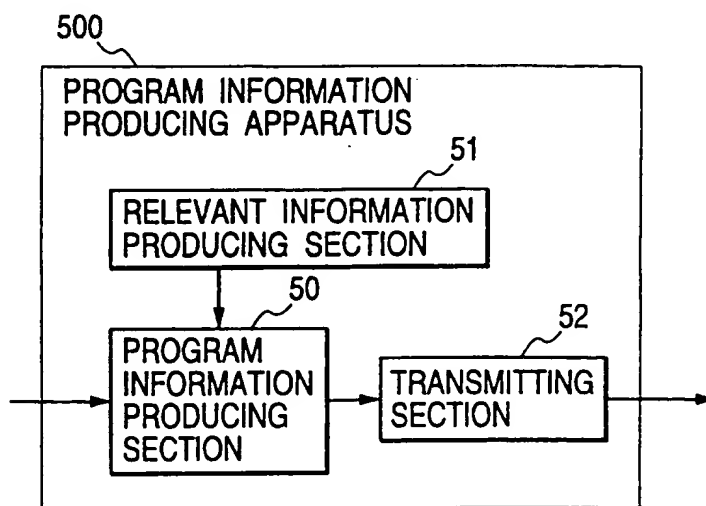 500
PROGRAM INFORMATION
PRODUCING APPARATUS
51
RELEVANT INFORMATION
PRODUCING SECTION
50
PROGRAM
INFORMATION
PRODUCING
SECTION
52
TRANSMITTING
SECTION